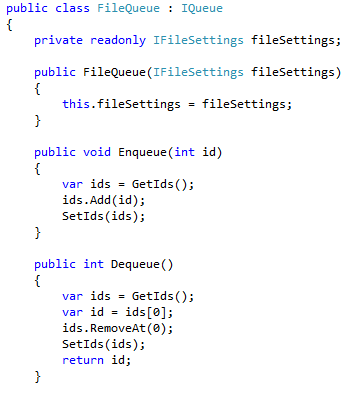 public class FileQueue : IQueue
{
    private readonly IFileSettings fileSettings;

    public FileQueue(IFileSettings fileSettings)
    {
        this.fileSettings = fileSettings;
    }

    public void Enqueue(int id)
    {
        var ids = GetIds();
        ids.Add(id);
        SetIds(ids);
    }

    public int Dequeue()
    {
        var ids = GetIds();
        var id = ids[0];
        ids.RemoveAt(0);
        SetIds(ids);
        return id;
    }